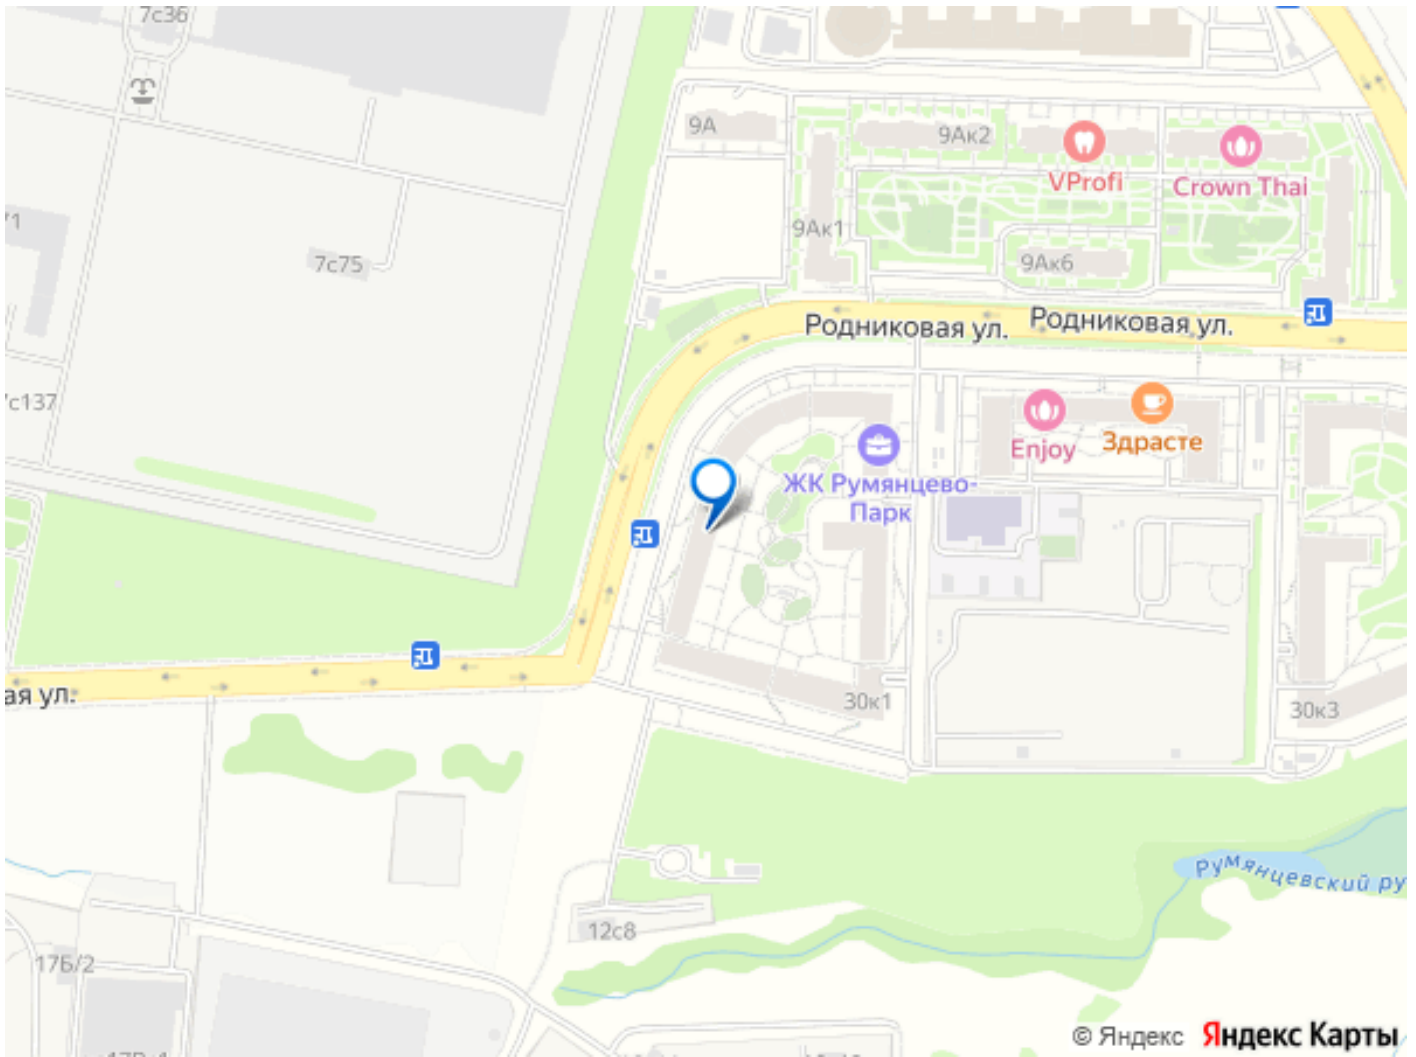 7с36
9А
9Ак2
VProfi
Crown Thai
9Ак1
9Ак6
7с75
Родниковая ул.
Родниковая ул.
с137
Enjoy
Здрасте
ЖК Румянцево-
Парк
ая ул.
30к1
30к3
Румянцевский ру
12с8
17Б/2
© Яндекс Яндекс Карты